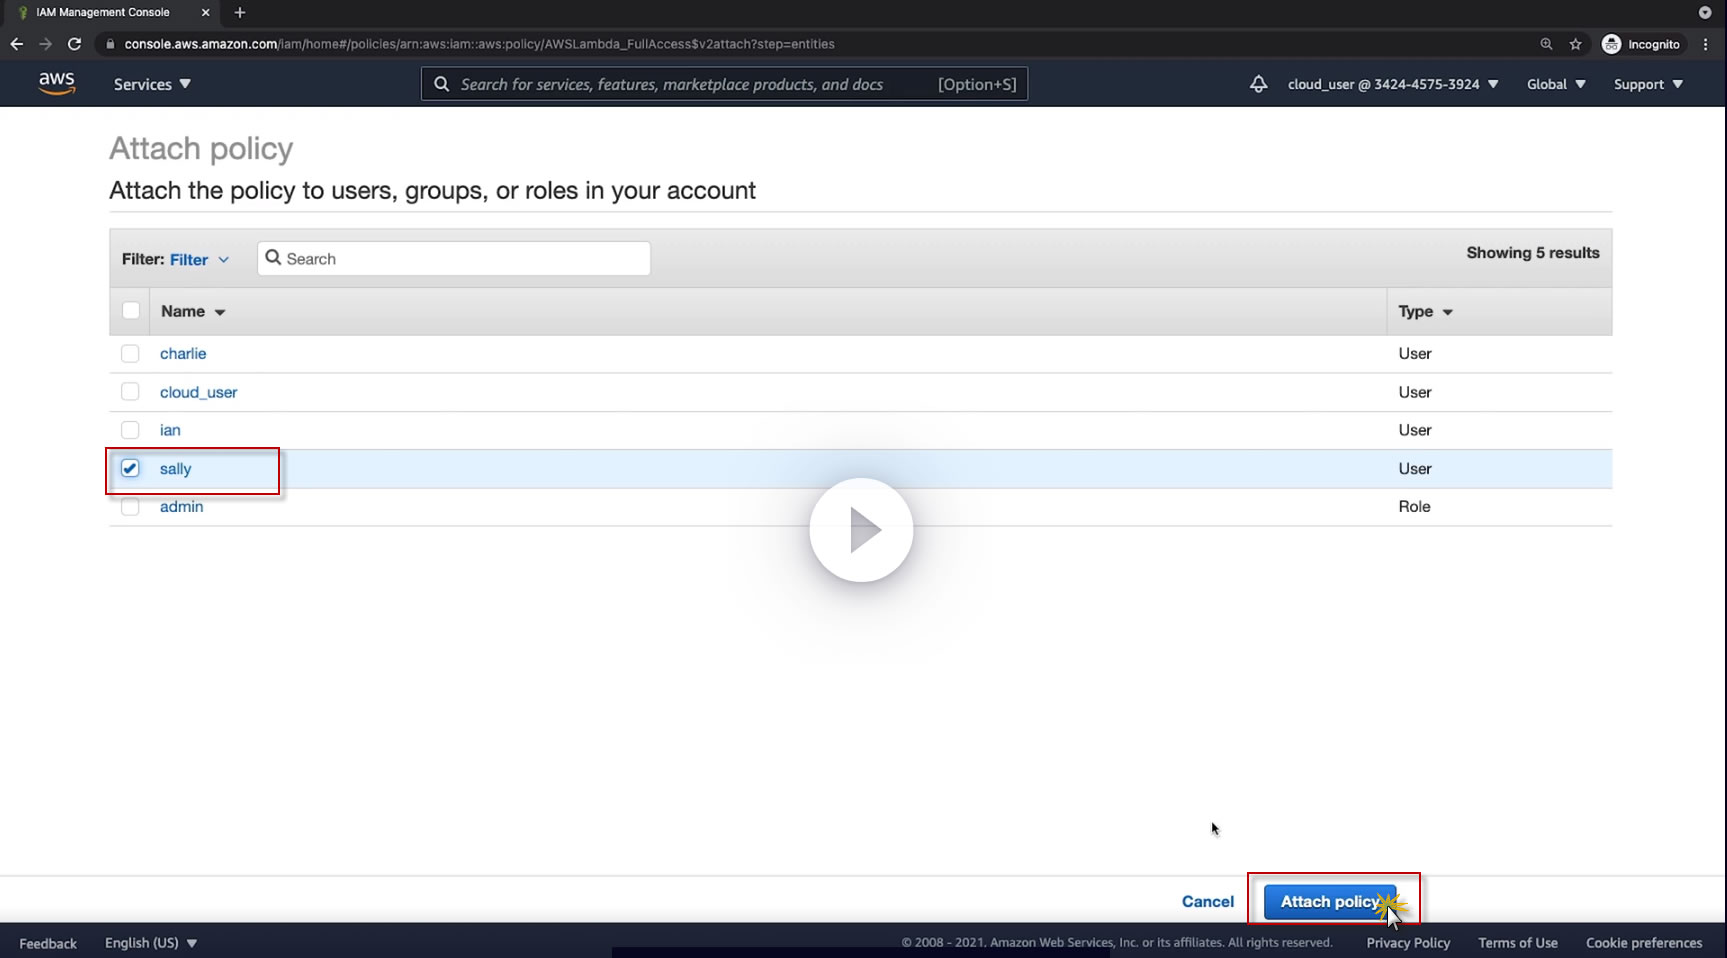 IAM Management Console
console.aws.amazon.com/iam/home#/policies/arn:aws:iam::aws:policy/AWSLambda_FullAccess$v2attach?step=entities
Incognito
aws
Services
Search for services, features, marketplace products, and docs
[Option+S]
cloud_user @ 3424-4575-3924
Global
Support
Attach policy
Attach the policy to users, groups, or roles in your account
Filter: Filter
Search
Showing 5 results
Name
Type
charlie
User
cloud_user
User
ian
User
sally
User
admin
Role
Cancel
Attach policy
Feedback
English (US)
© 2008 - 2021, Amazon Web Services, Inc. or its affiliates. All rights reserved.
Privacy Policy
Terms of Use
Cookie preferences